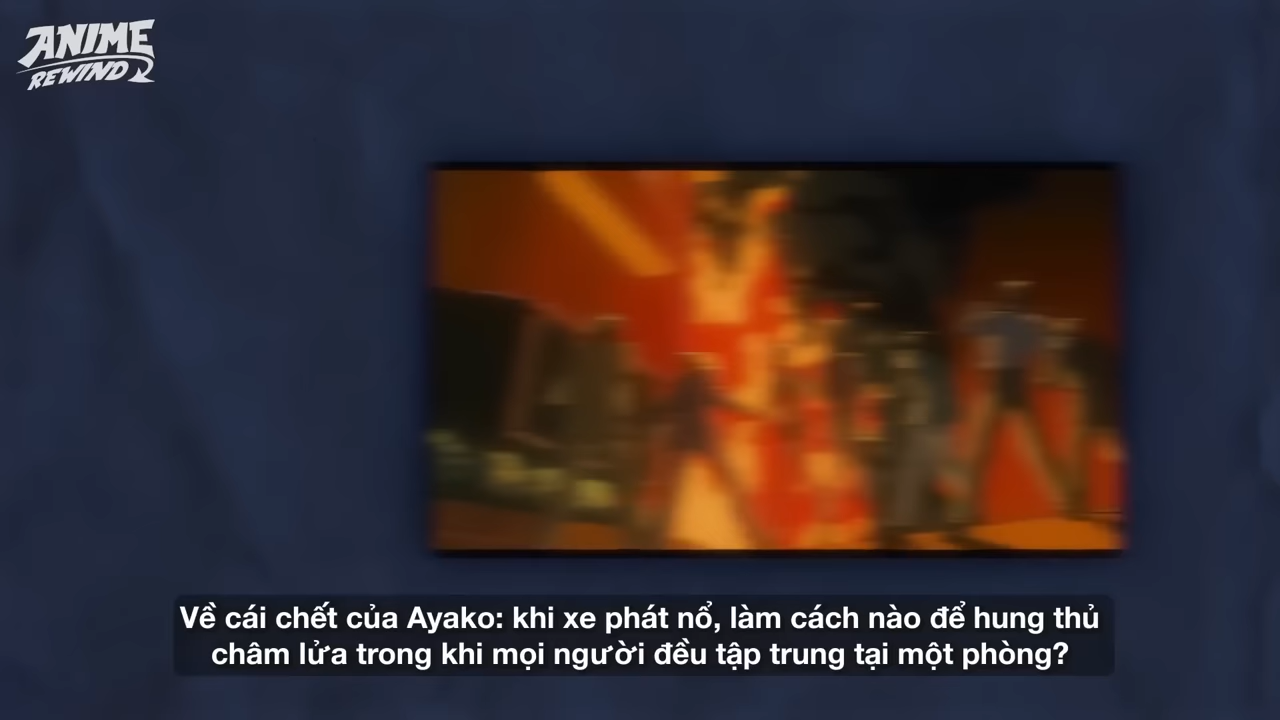 ANIME
REWIND
Về cái chết của Ayako: khi xe phát nổ, làm cách nào để hung thủ
châm lửa trong khi mọi người đều tập trung tại một phòng?